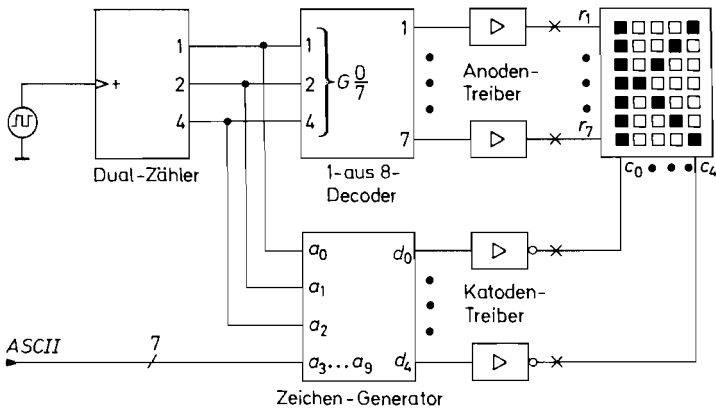 +
1
2
4
Dual-Zähler
1
2
4
G 0/7
1
7
1-aus 8-
Decoder
Anoden-
Treiber
r1
r7
c0 c4
ASCII
7
a0
a1
a2
a3...a9
d0
d4
Zeichen-Generator
Katoden-
Treiber